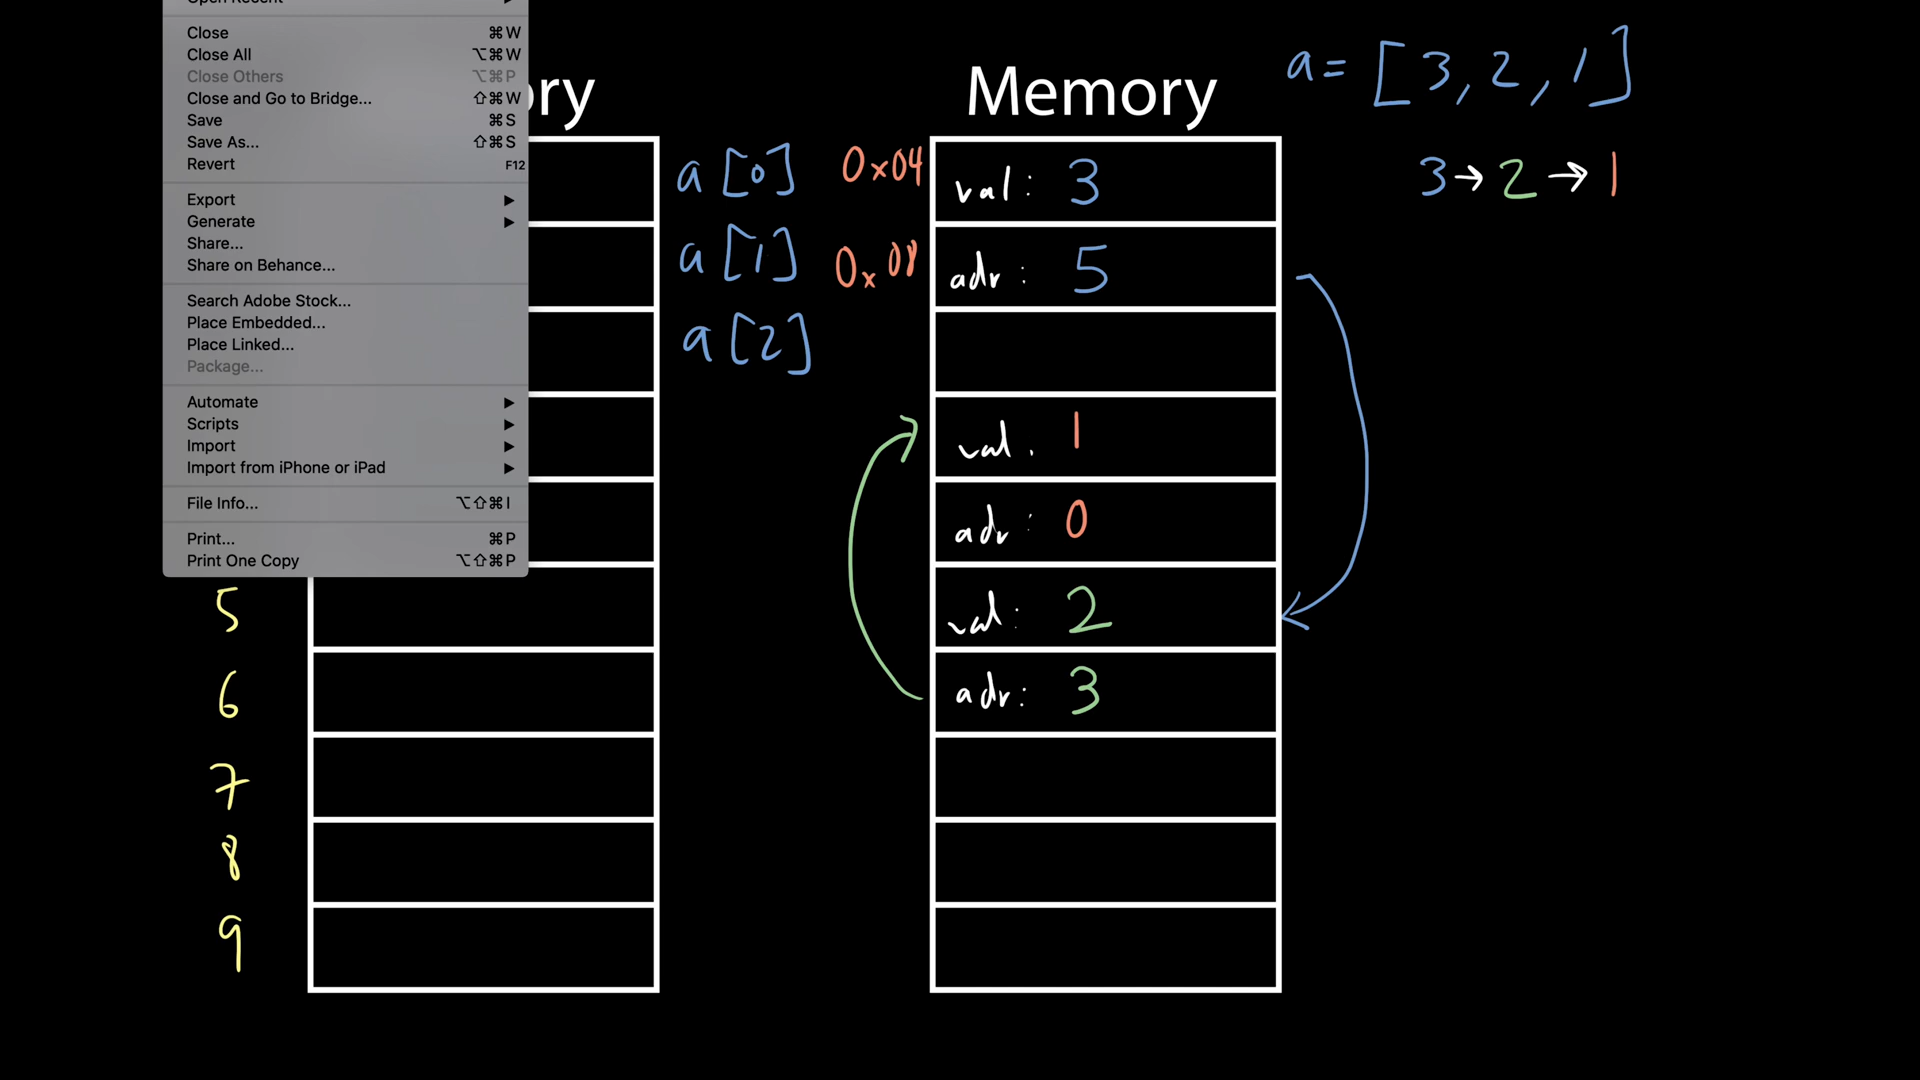 Open Recent
Close ⌘W
Close All ⌥⌘W
Close Others ⌥⌘P
Close and Go to Bridge... ⇧⌘W
Save ⌘S
Save As... ⇧⌘S
Revert F12
Export ▶
Generate ▶
Share...
Share on Behance...
Search Adobe Stock...
Place Embedded...
Place Linked...
Package...
Automate ▶
Scripts ▶
Import ▶
Import from iPhone or iPad ▶
File Info... ⌥⇧⌘I
Print... ⌘P
Print One Copy ⌥⇧⌘P
5
6
7
8
9
ory
a[0]
a[1]
a[2]
0x04
0x08
Memory
val: 3
adr: 5
val. 1
adr: 0
val: 2
adr: 3
a= [3, 2, 1]
3→2→1